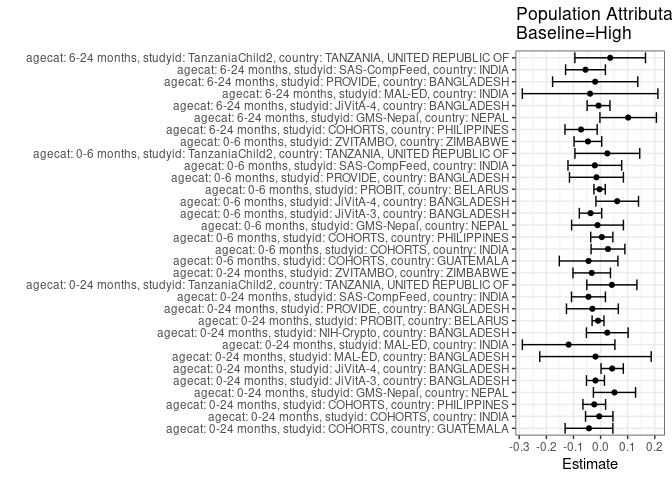 Population Attributa
Baseline=High
agecat: 6-24 months, studyid: TanzaniaChild2, country: TANZANIA, UNITED REPUBLIC OF
agecat: 6-24 months, studyid: SAS-CompFeed, country: INDIA
agecat: 6-24 months, studyid: PROVIDE, country: BANGLADESH
agecat: 6-24 months, studyid: MAL-ED, country: INDIA
agecat: 6-24 months, studyid: JiVitA-4, country: BANGLADESH
agecat: 6-24 months, studyid: GMS-Nepal, country: NEPAL
agecat: 6-24 months, studyid: COHORTS, country: PHILIPPINES
agecat: 0-6 months, studyid: ZVITAMBO, country: ZIMBABWE
agecat: 0-6 months, studyid: TanzaniaChild2, country: TANZANIA, UNITED REPUBLIC OF
agecat: 0-6 months, studyid: SAS-CompFeed, country: INDIA
agecat: 0-6 months, studyid: PROVIDE, country: BANGLADESH
agecat: 0-6 months, studyid: PROBIT, country: BELARUS
agecat: 0-6 months, studyid: JiVitA-4, country: BANGLADESH
agecat: 0-6 months, studyid: JiVitA-3, country: BANGLADESH
agecat: 0-6 months, studyid: GMS-Nepal, country: NEPAL
agecat: 0-6 months, studyid: COHORTS, country: PHILIPPINES
agecat: 0-6 months, studyid: COHORTS, country: INDIA
agecat: 0-6 months, studyid: COHORTS, country: GUATEMALA
agecat: 0-24 months, studyid: ZVITAMBO, country: ZIMBABWE
agecat: 0-24 months, studyid: TanzaniaChild2, country: TANZANIA, UNITED REPUBLIC OF
agecat: 0-24 months, studyid: SAS-CompFeed, country: INDIA
agecat: 0-24 months, studyid: PROVIDE, country: BANGLADESH
agecat: 0-24 months, studyid: PROBIT, country: BELARUS
agecat: 0-24 months, studyid: NIH-Crypto, country: BANGLADESH
agecat: 0-24 months, studyid: MAL-ED, country: INDIA
agecat: 0-24 months, studyid: MAL-ED, country: BANGLADESH
agecat: 0-24 months, studyid: JiVitA-4, country: BANGLADESH
agecat: 0-24 months, studyid: JiVitA-3, country: BANGLADESH
agecat: 0-24 months, studyid: GMS-Nepal, country: NEPAL
agecat: 0-24 months, studyid: COHORTS, country: PHILIPPINES
agecat: 0-24 months, studyid: COHORTS, country: INDIA
agecat: 0-24 months, studyid: COHORTS, country: GUATEMALA
-0.3 -0.2 -0.1 0.0 0.1 0.2
Estimate